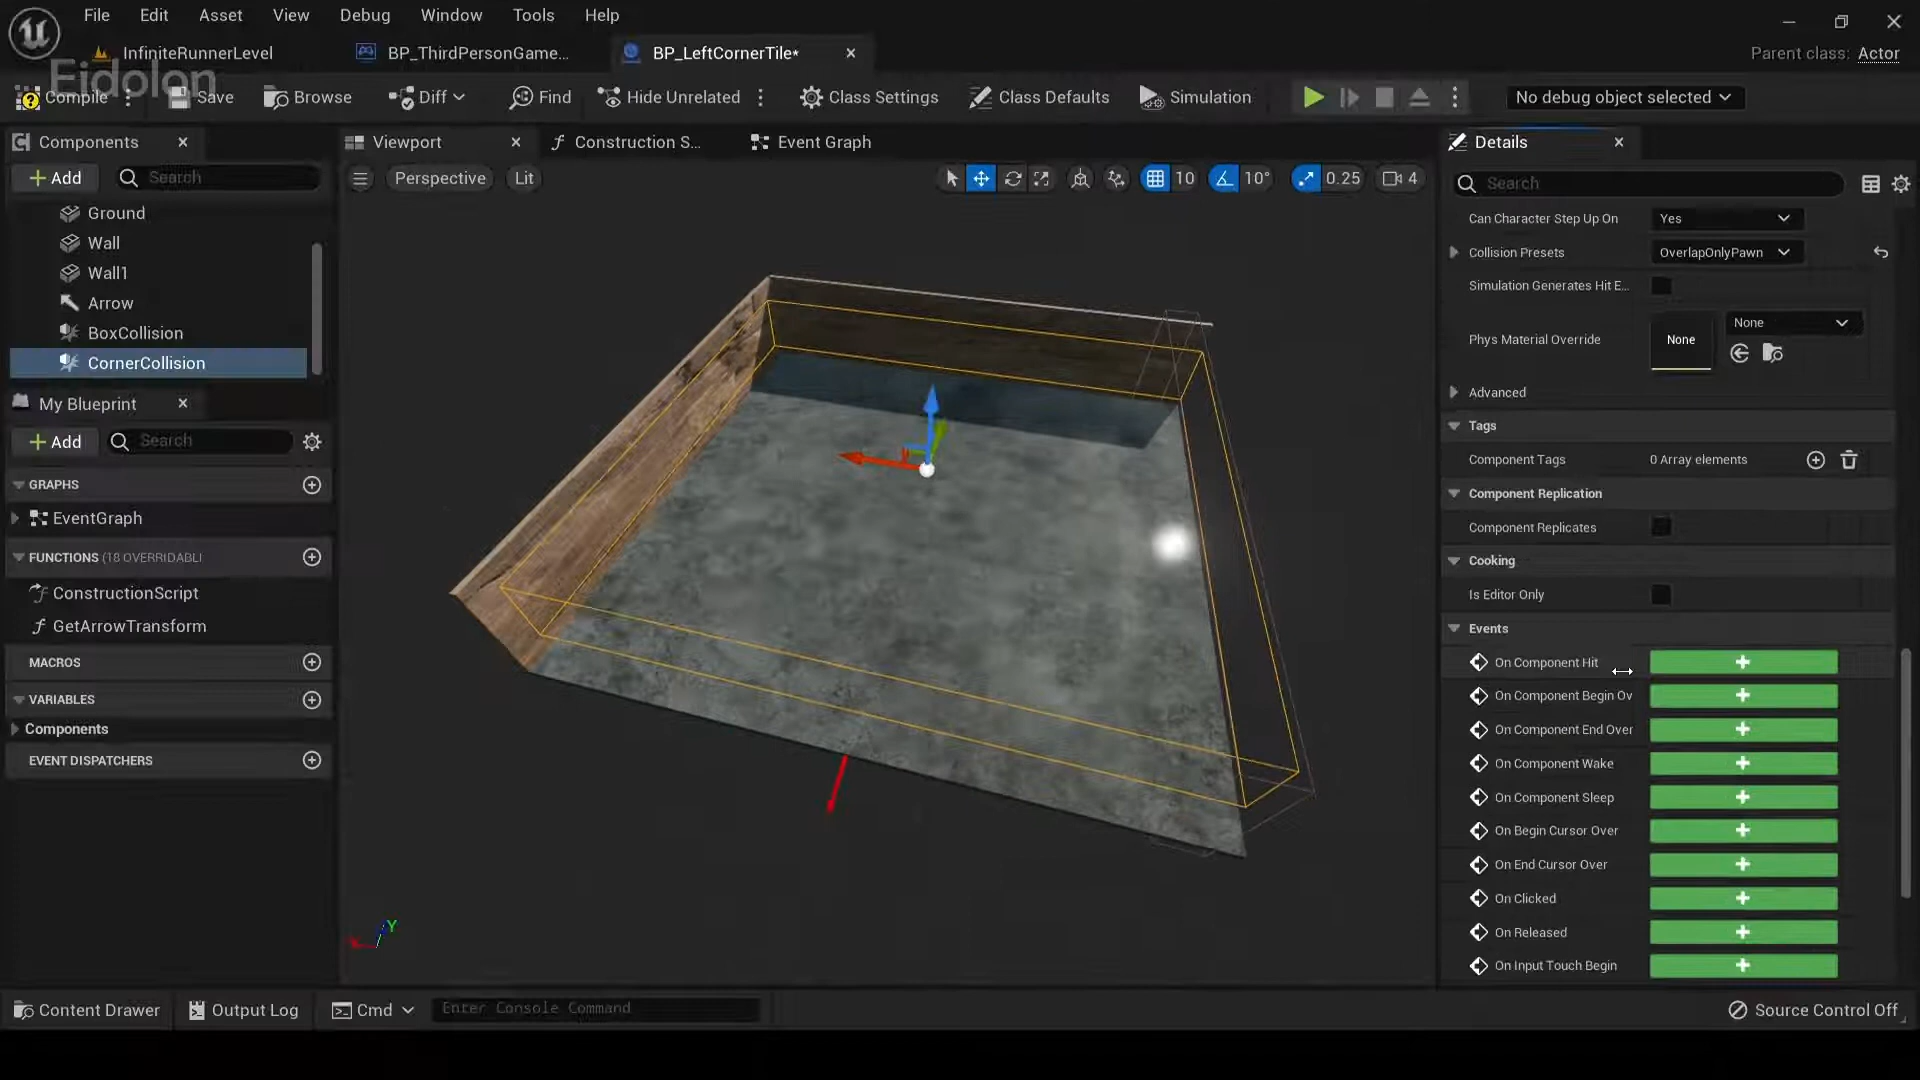 File Edit Asset View Debug Window Tools Help
InfiniteRunnerLevel BP_ThirdPersonGame... BP_LeftCornerTile* Parent class: Actor
Eidolon
Compile Save Browse Diff Find Hide Unrelated Class Settings Class Defaults Simulation No debug object selected
Components Viewport Construction S... Event Graph Details
Add Search Perspective Lit 10 10° 0.25 4 Search
Ground
Wall
Wall1
Arrow
BoxCollision
CornerCollision
My Blueprint
Add Search
GRAPHS
EventGraph
FUNCTIONS (18 OVERRIDABLI
ConstructionScript
GetArrowTransform
MACROS
VARIABLES
Components
EVENT DISPATCHERS
Y
Can Character Step Up On Yes
Collision Presets OverlapOnlyPawn
Simulation Generates Hit E...
Phys Material Override None None
Advanced
Tags
Component Tags 0 Array elements
Component Replication
Component Replicates
Cooking
Is Editor Only
Events
On Component Hit
On Component Begin Ov
On Component End Over
On Component Wake
On Component Sleep
On Begin Cursor Over
On End Cursor Over
On Clicked
On Released
On Input Touch Begin
Content Drawer Output Log Cmd Enter Console Command Source Control Off